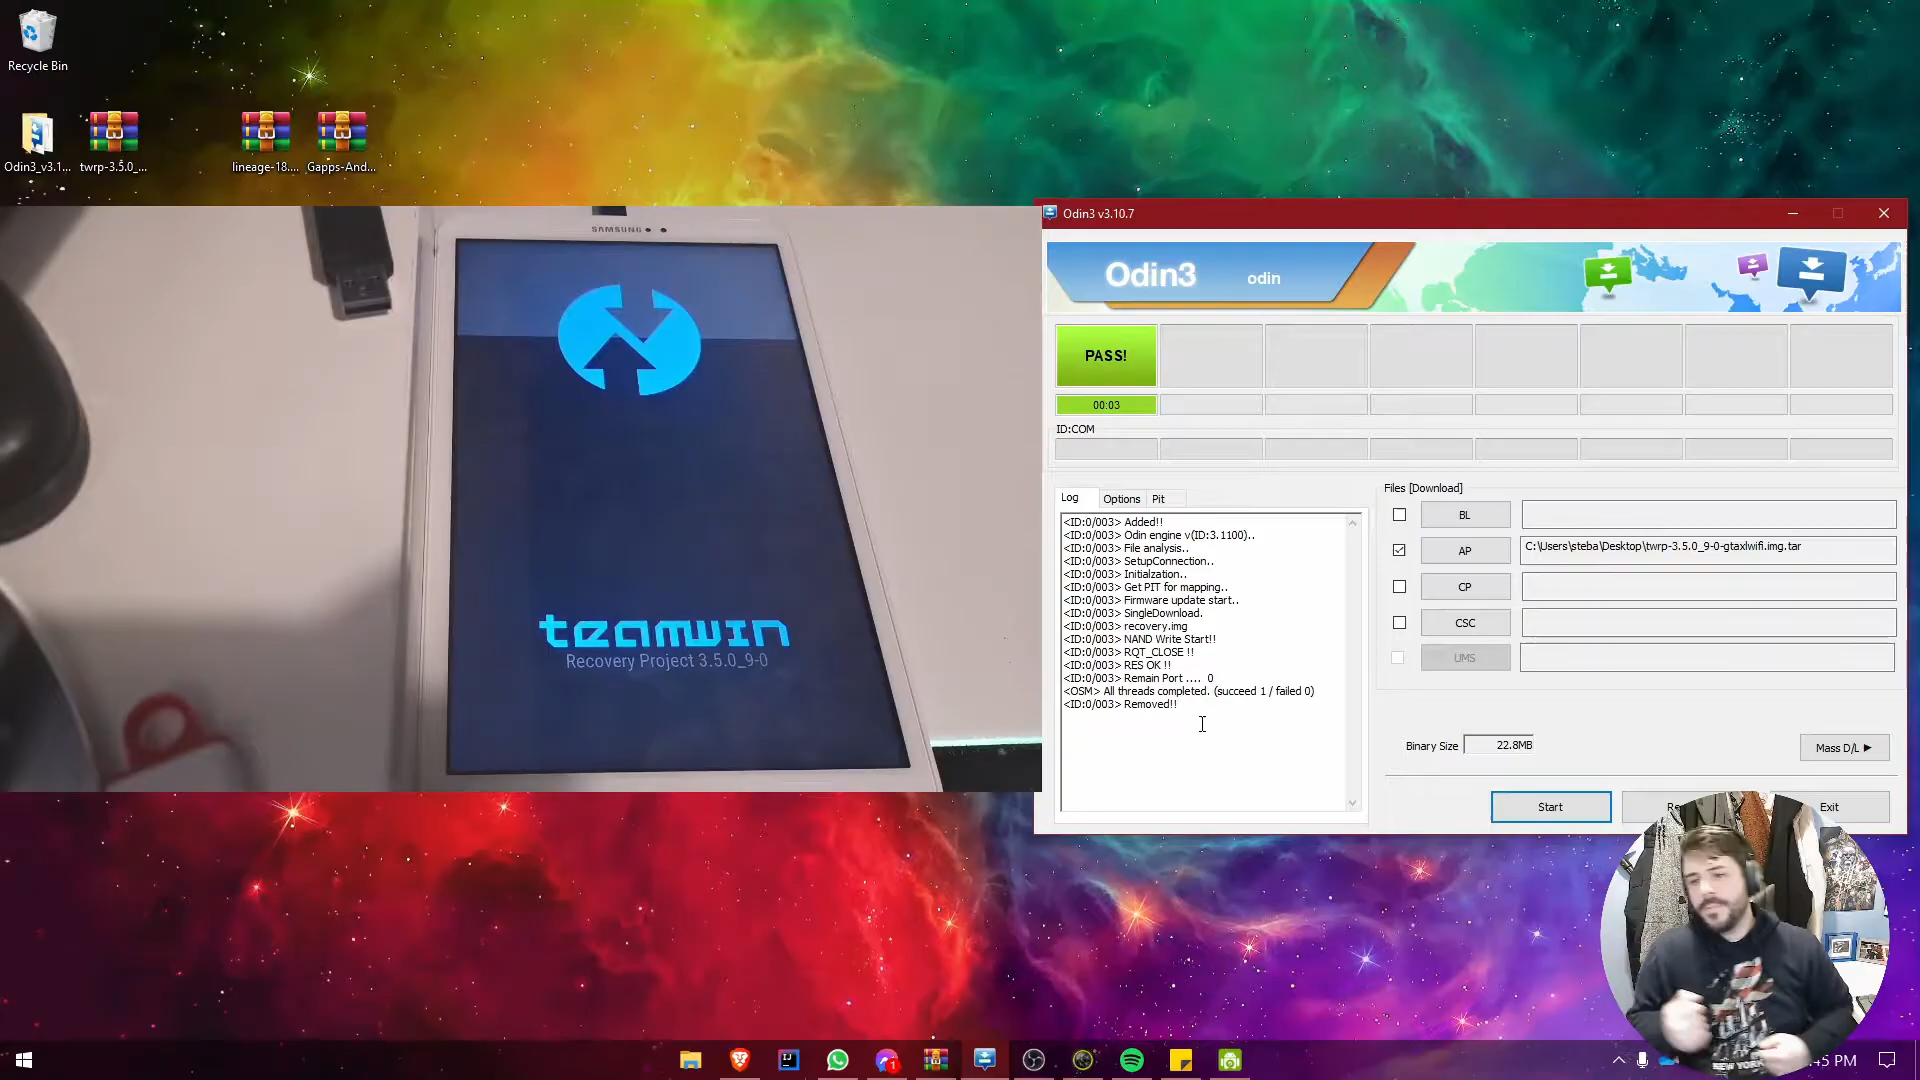 Recycle Bin
Odin3_v3.1...
twrp-3.5.0_...
lineage-18....
Gapps-And...
SAMSUNG
teamwin
Recovery Project 3.5.0_9-0
Odin3 v3.10.7
Odin3
odin
PASS!
00:03
ID:COM
Log
Options
Pit
<ID:0/003> Added!!
<ID:0/003> Odin engine v(ID:3.1100)..
<ID:0/003> File analysis..
<ID:0/003> SetupConnection..
<ID:0/003> Initialzation..
<ID:0/003> Get PIT for mapping..
<ID:0/003> Firmware update start..
<ID:0/003> SingleDownload.
<ID:0/003> recovery.img
<ID:0/003> NAND Write Start!!
<ID:0/003> RQT_CLOSE !!
<ID:0/003> RES OK !!
<ID:0/003> Remain Port .... 0
<OSM> All threads completed. (succeed 1 / failed 0)
<ID:0/003> Removed!!
Files [Download]
BL
AP
C:\Users\steba\Desktop\twrp-3.5.0_9-0-gtaxlwifi.img.tar
CP
CSC
UMS
Binary Size
22.8MB
Mass D/L ►
Start
Exit
IJ
1
:45 PM
NEW YORK